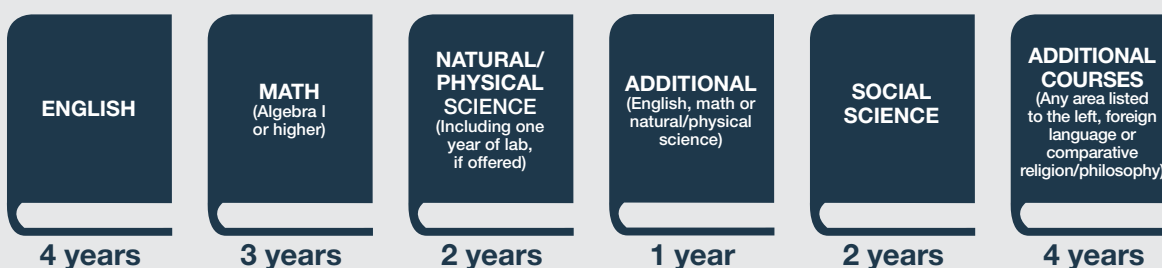 ENGLISH
4 years
MATH
(Algebra I
or higher)
3 years
NATURAL/
PHYSICAL
SCIENCE
(Including one
year of lab,
if offered)
2 years
ADDITIONAL
(English, math or
natural/physical
science)
1 year
SOCIAL
SCIENCE
2 years
ADDITIONAL
COURSES
(Any area listed
to the left, foreign
language or
comparative
religion/philosophy)
4 years